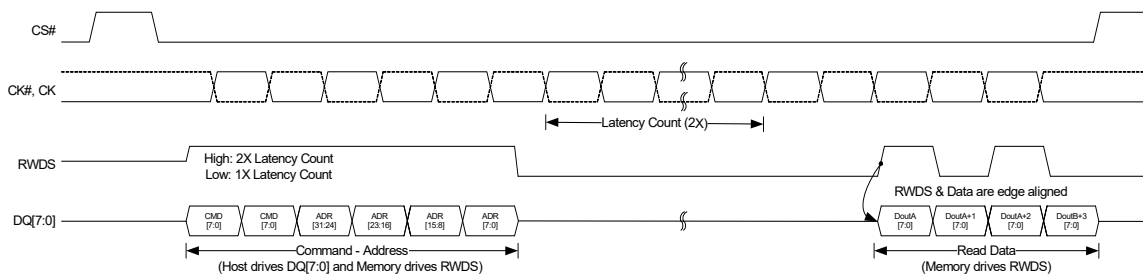 CS#
CK#, CK
Latency Count (2X)
RWDS
High: 2X Latency Count
Low: 1X Latency Count
RWDS & Data are edge aligned
DQ[7:0]
CMD
[7:0]
CMD
[7:0]
ADR
[31:24]
ADR
[23:16]
ADR
[15:8]
ADR
[7:0]
DoutA
[7:0]
DoutA+1
[7:0]
DoutA+2
[7:0]
DoutB+3
[7:0]
Command - Address
(Host drives DQ[7:0] and Memory drives RWDS)
Read Data
(Memory drives RWDS)